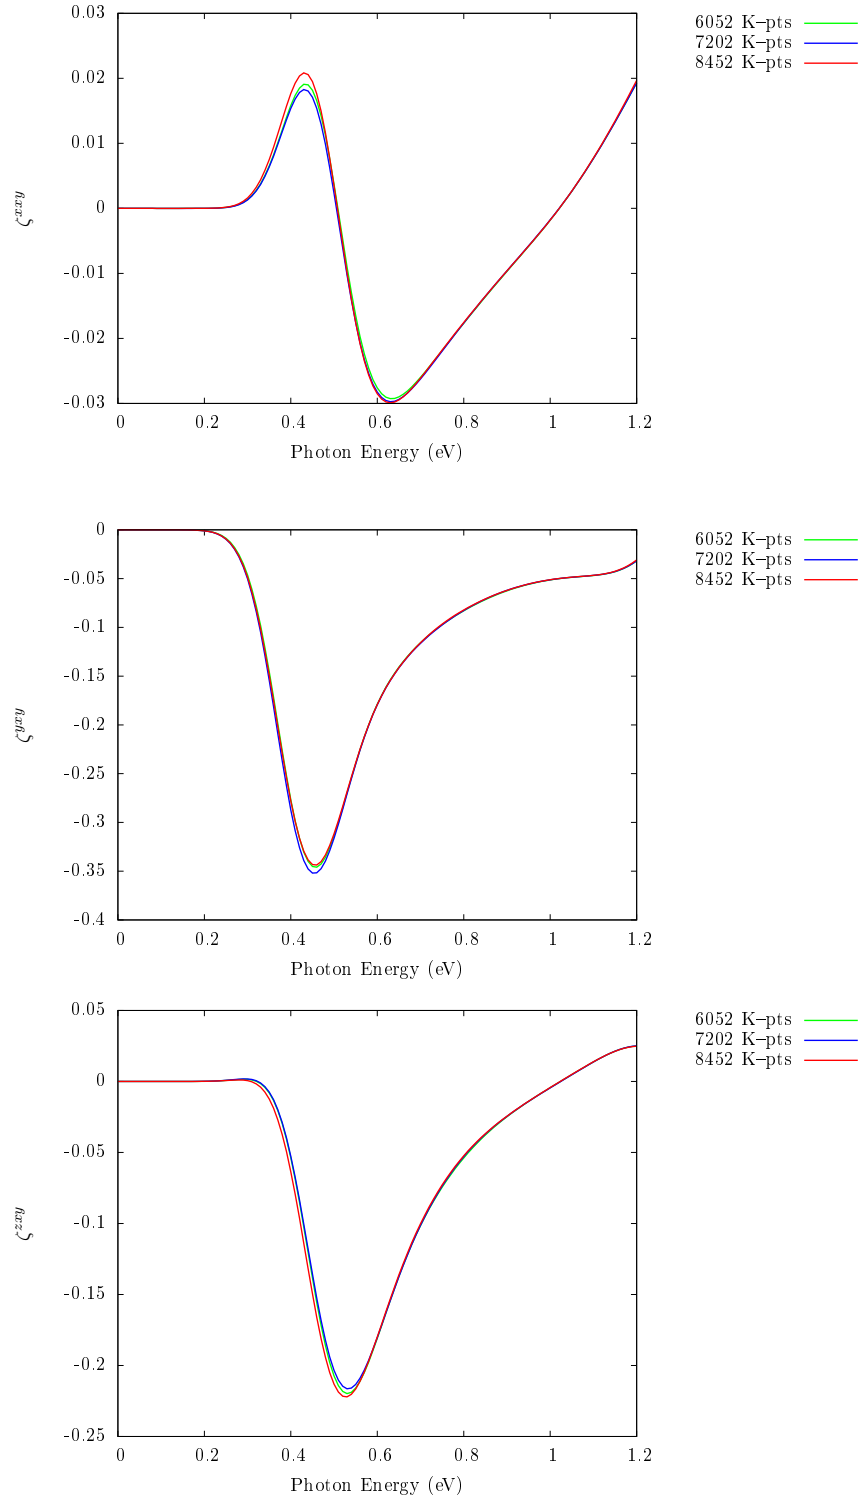 0.03
0.02
0.01
0
-0.01
-0.02
-0.03
0 0.2 0.4 0.6 0.8 1 1.2
ζ^{xxy}
Photon Energy (eV)
6052 K–pts
7202 K–pts
8452 K–pts
0
-0.05
-0.1
-0.15
-0.2
-0.25
-0.3
-0.35
-0.4
0 0.2 0.4 0.6 0.8 1 1.2
ζ^{yxy}
Photon Energy (eV)
6052 K–pts
7202 K–pts
8452 K–pts
0.05
0
-0.05
-0.1
-0.15
-0.2
-0.25
0 0.2 0.4 0.6 0.8 1 1.2
ζ^{zxy}
Photon Energy (eV)
6052 K–pts
7202 K–pts
8452 K–pts